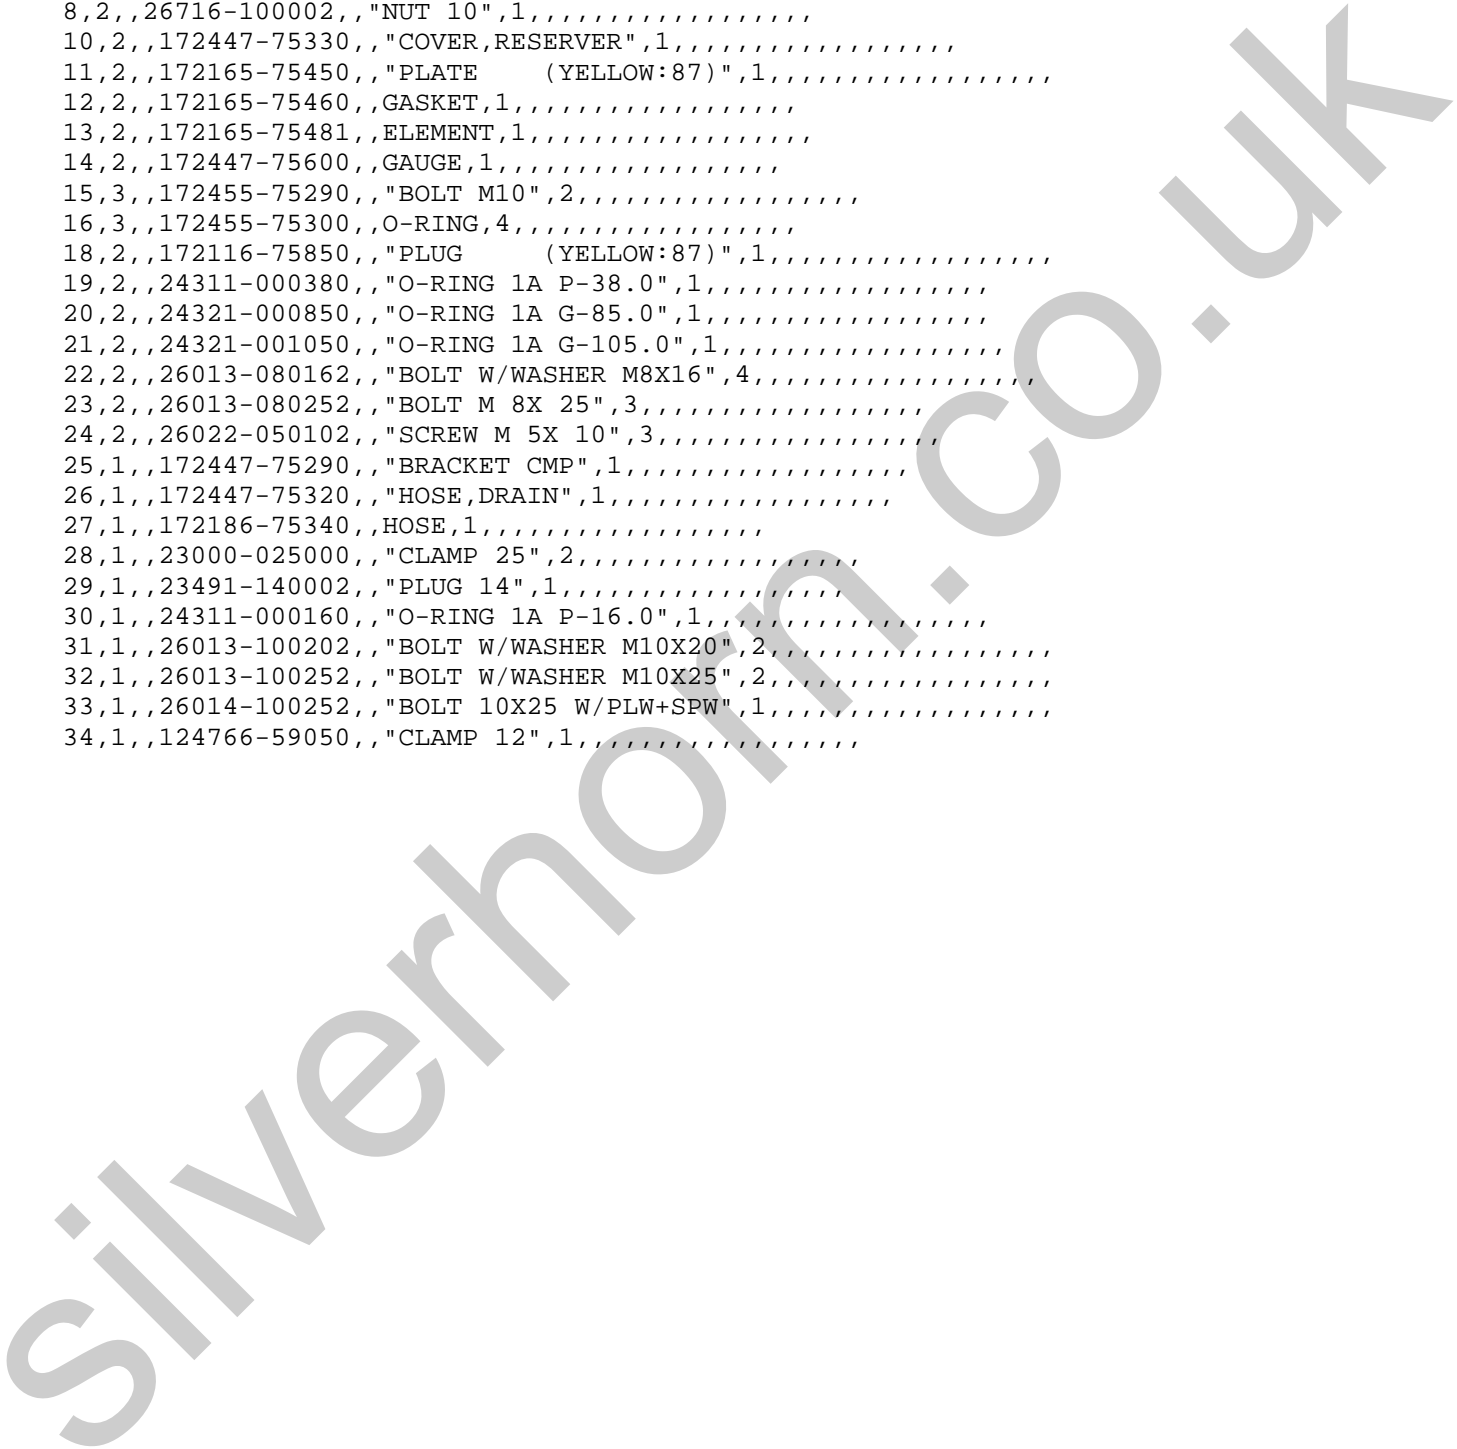 8,2,,26716-100002,,"NUT 10",1,,,,,,,,,,,,,,,,,,
10,2,,172447-75330,,"COVER,RESERVER",1,,,,,,,,,,,,,,,,,,
11,2,,172165-75450,,"PLATE    (YELLOW:87)",1,,,,,,,,,,,,,,,,,,
12,2,,172165-75460,,GASKET,1,,,,,,,,,,,,,,,,,,
13,2,,172165-75481,,ELEMENT,1,,,,,,,,,,,,,,,,,,
14,2,,172447-75600,,GAUGE,1,,,,,,,,,,,,,,,,,,
15,3,,172455-75290,,"BOLT M10",2,,,,,,,,,,,,,,,,,,
16,3,,172455-75300,,O-RING,4,,,,,,,,,,,,,,,,,,
18,2,,172116-75850,,"PLUG     (YELLOW:87)",1,,,,,,,,,,,,,,,,,,
19,2,,24311-000380,,"O-RING 1A P-38.0",1,,,,,,,,,,,,,,,,,,
20,2,,24321-000850,,"O-RING 1A G-85.0",1,,,,,,,,,,,,,,,,,,
21,2,,24321-001050,,"O-RING 1A G-105.0",1,,,,,,,,,,,,,,,,,,
22,2,,26013-080162,,"BOLT W/WASHER M8X16",4,,,,,,,,,,,,,,,,,,
23,2,,26013-080252,,"BOLT M 8X 25",3,,,,,,,,,,,,,,,,,,
24,2,,26022-050102,,"SCREW M 5X 10",3,,,,,,,,,,,,,,,,,,
25,1,,172447-75290,,"BRACKET CMP",1,,,,,,,,,,,,,,,,,,
26,1,,172447-75320,,"HOSE,DRAIN",1,,,,,,,,,,,,,,,,,,
27,1,,172186-75340,,HOSE,1,,,,,,,,,,,,,,,,,,
28,1,,23000-025000,,"CLAMP 25",2,,,,,,,,,,,,,,,,,,
29,1,,23491-140002,,"PLUG 14",1,,,,,,,,,,,,,,,,,,
30,1,,24311-000160,,"O-RING 1A P-16.0",1,,,,,,,,,,,,,,,,,,
31,1,,26013-100202,,"BOLT W/WASHER M10X20",2,,,,,,,,,,,,,,,,,,
32,1,,26013-100252,,"BOLT W/WASHER M10X25",2,,,,,,,,,,,,,,,,,,
33,1,,26014-100252,,"BOLT 10X25 W/PLW+SPW",1,,,,,,,,,,,,,,,,,,
34,1,,124766-59050,,"CLAMP 12",1,,,,,,,,,,,,,,,,,,
silverhorn.co.uk